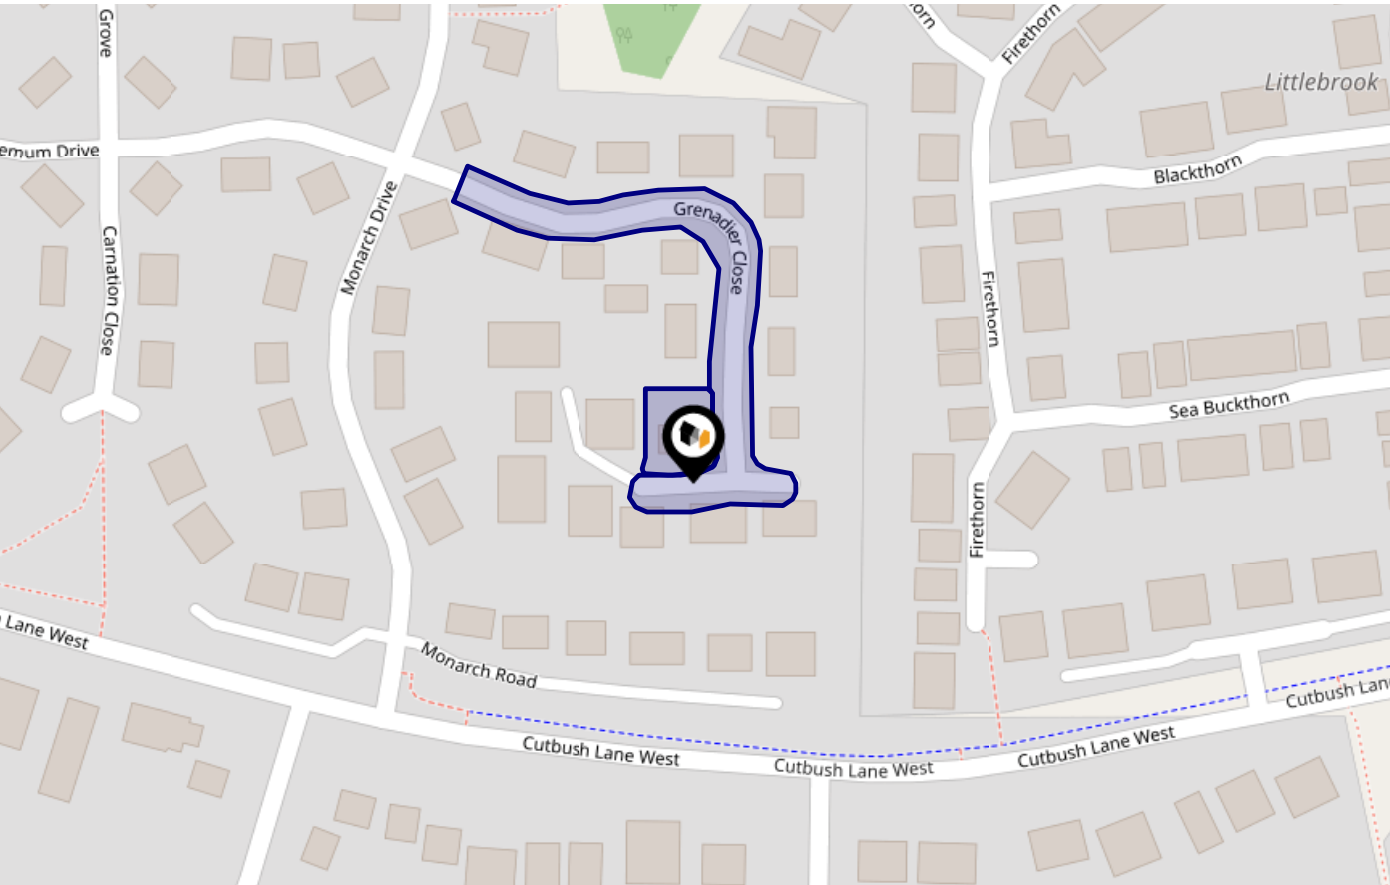 Grove
orn
Firethorn
Littlebrook
emum Drive
Blackthorn
Monarch Drive
Grenadier Close
Carnation Close
Firethorn
Sea Buckthorn
Firethorn
Lane West
Monarch Road
Cutbush Lan
Cutbush Lane West
Cutbush Lane West
Cutbush Lane West